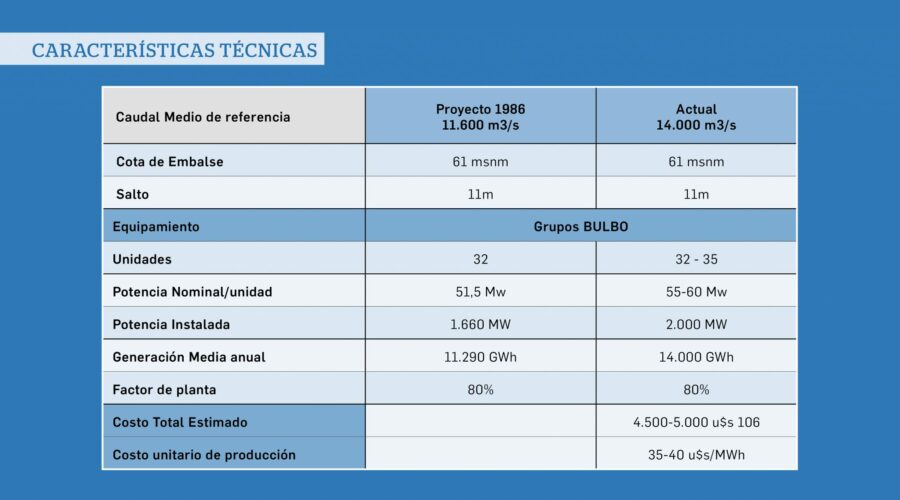 CARACTERÍSTICAS TÉCNICAS
Caudal Medio de referencia
Proyecto 1986
11.600 m3/s
Actual
14.000 m3/s
Cota de Embalse 61 msnm 61 msnm
Salto 11m 11m
Equipamiento Grupos BULBO
Unidades 32 32 - 35
Potencia Nominal/unidad 51,5 Mw 55-60 Mw
Potencia Instalada 1.660 MW 2.000 MW
Generación Media anual 11.290 GWh 14.000 GWh
Factor de planta 80% 80%
Costo Total Estimado 4.500-5.000 u$s 106
Costo unitario de producción 35-40 u$s/MWh